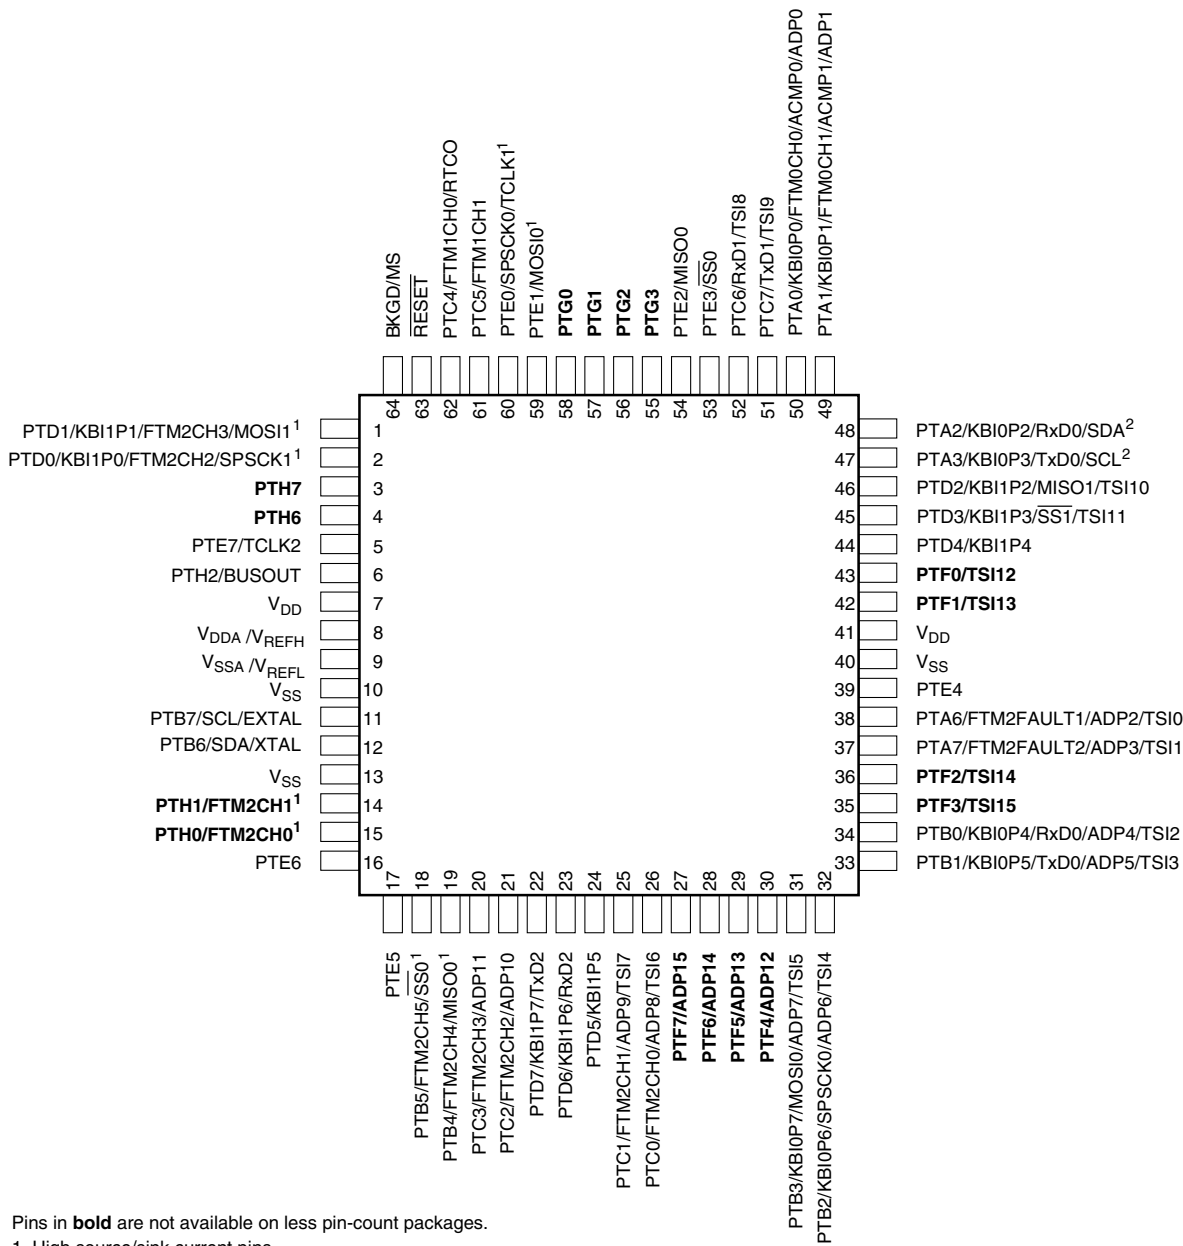 BKGD/MS
RESET
PTC4/FTM1CH0/RTCO
PTC5/FTM1CH1
PTE0/SPSCK0/TCLK1¹
PTE1/MOSI0¹
PTG0
PTG1
PTG2
PTG3
PTE2/MISO0
PTE3/SS0
PTC6/RxD1/TSI8
PTC7/TxD1/TSI9
PTA0/KBI0P0/FTM0CH0/ACMP0/ADP0
PTA1/KBI0P1/FTM0CH1/ACMP1/ADP1
64
63
62
61
60
59
58
57
56
55
54
53
52
51
50
49
PTD1/KBI1P1/FTM2CH3/MOSI1¹ 1
PTD0/KBI1P0/FTM2CH2/SPSCK1¹ 2
PTH7 3
PTH6 4
PTE7/TCLK2 5
PTH2/BUSOUT 6
VDD 7
VDDA /VREFH 8
VSSA /VREFL 9
VSS 10
PTB7/SCL/EXTAL 11
PTB6/SDA/XTAL 12
VSS 13
PTH1/FTM2CH1¹ 14
PTH0/FTM2CH0¹ 15
PTE6 16
48 PTA2/KBI0P2/RxD0/SDA²
47 PTA3/KBI0P3/TxD0/SCL²
46 PTD2/KBI1P2/MISO1/TSI10
45 PTD3/KBI1P3/SS1/TSI11
44 PTD4/KBI1P4
43 PTF0/TSI12
42 PTF1/TSI13
41 VDD
40 VSS
39 PTE4
38 PTA6/FTM2FAULT1/ADP2/TSI0
37 PTA7/FTM2FAULT2/ADP3/TSI1
36 PTF2/TSI14
35 PTF3/TSI15
34 PTB0/KBI0P4/RxD0/ADP4/TSI2
33 PTB1/KBI0P5/TxD0/ADP5/TSI3
17
18
19
20
21
22
23
24
25
26
27
28
29
30
31
32
PTE5
PTB5/FTM2CH5/SS0¹
PTB4/FTM2CH4/MISO0¹
PTC3/FTM2CH3/ADP11
PTC2/FTM2CH2/ADP10
PTD7/KBI1P7/TxD2
PTD6/KBI1P6/RxD2
PTD5/KBI1P5
PTC1/FTM2CH1/ADP9/TSI7
PTC0/FTM2CH0/ADP8/TSI6
PTF7/ADP15
PTF6/ADP14
PTF5/ADP13
PTF4/ADP12
PTB3/KBI0P7/MOSI0/ADP7/TSI5
PTB2/KBI0P6/SPSCK0/ADP6/TSI4
Pins in bold are not available on less pin-count packages.
1. High source/sink current pins